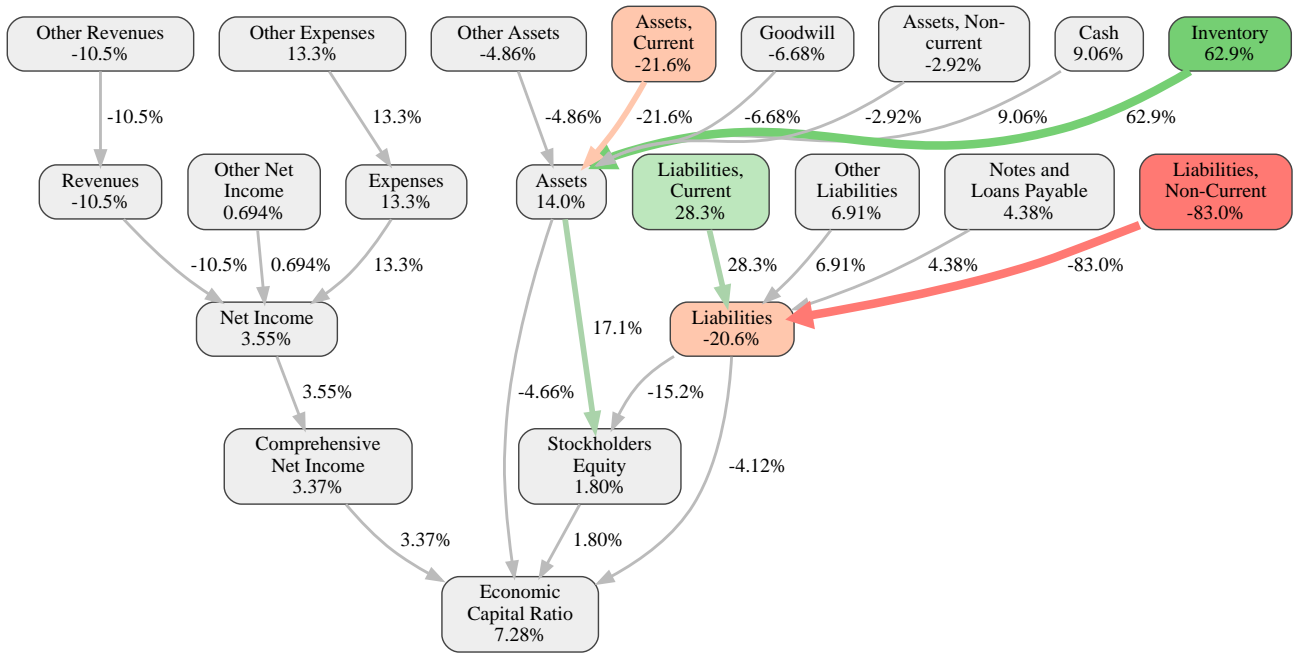 Other Revenues
-10.5%
Other Expenses
13.3%
Other Assets
-4.86%
Assets,
Current
-21.6%
Goodwill
-6.68%
Assets, Non-
current
-2.92%
Cash
9.06%
Inventory
62.9%
-10.5%
13.3%
-4.86%
-21.6%
-6.68%
-2.92%
9.06%
62.9%
Revenues
-10.5%
Other Net
Income
0.694%
Expenses
13.3%
Assets
14.0%
Liabilities,
Current
28.3%
Other
Liabilities
6.91%
Notes and
Loans Payable
4.38%
Liabilities,
Non-Current
-83.0%
-10.5%
0.694%
13.3%
28.3%
6.91%
4.38%
-83.0%
Net Income
3.55%
17.1%
Liabilities
-20.6%
3.55%
-4.66%
-15.2%
Comprehensive
Net Income
3.37%
Stockholders
Equity
1.80%
-4.12%
3.37%
1.80%
Economic
Capital Ratio
7.28%